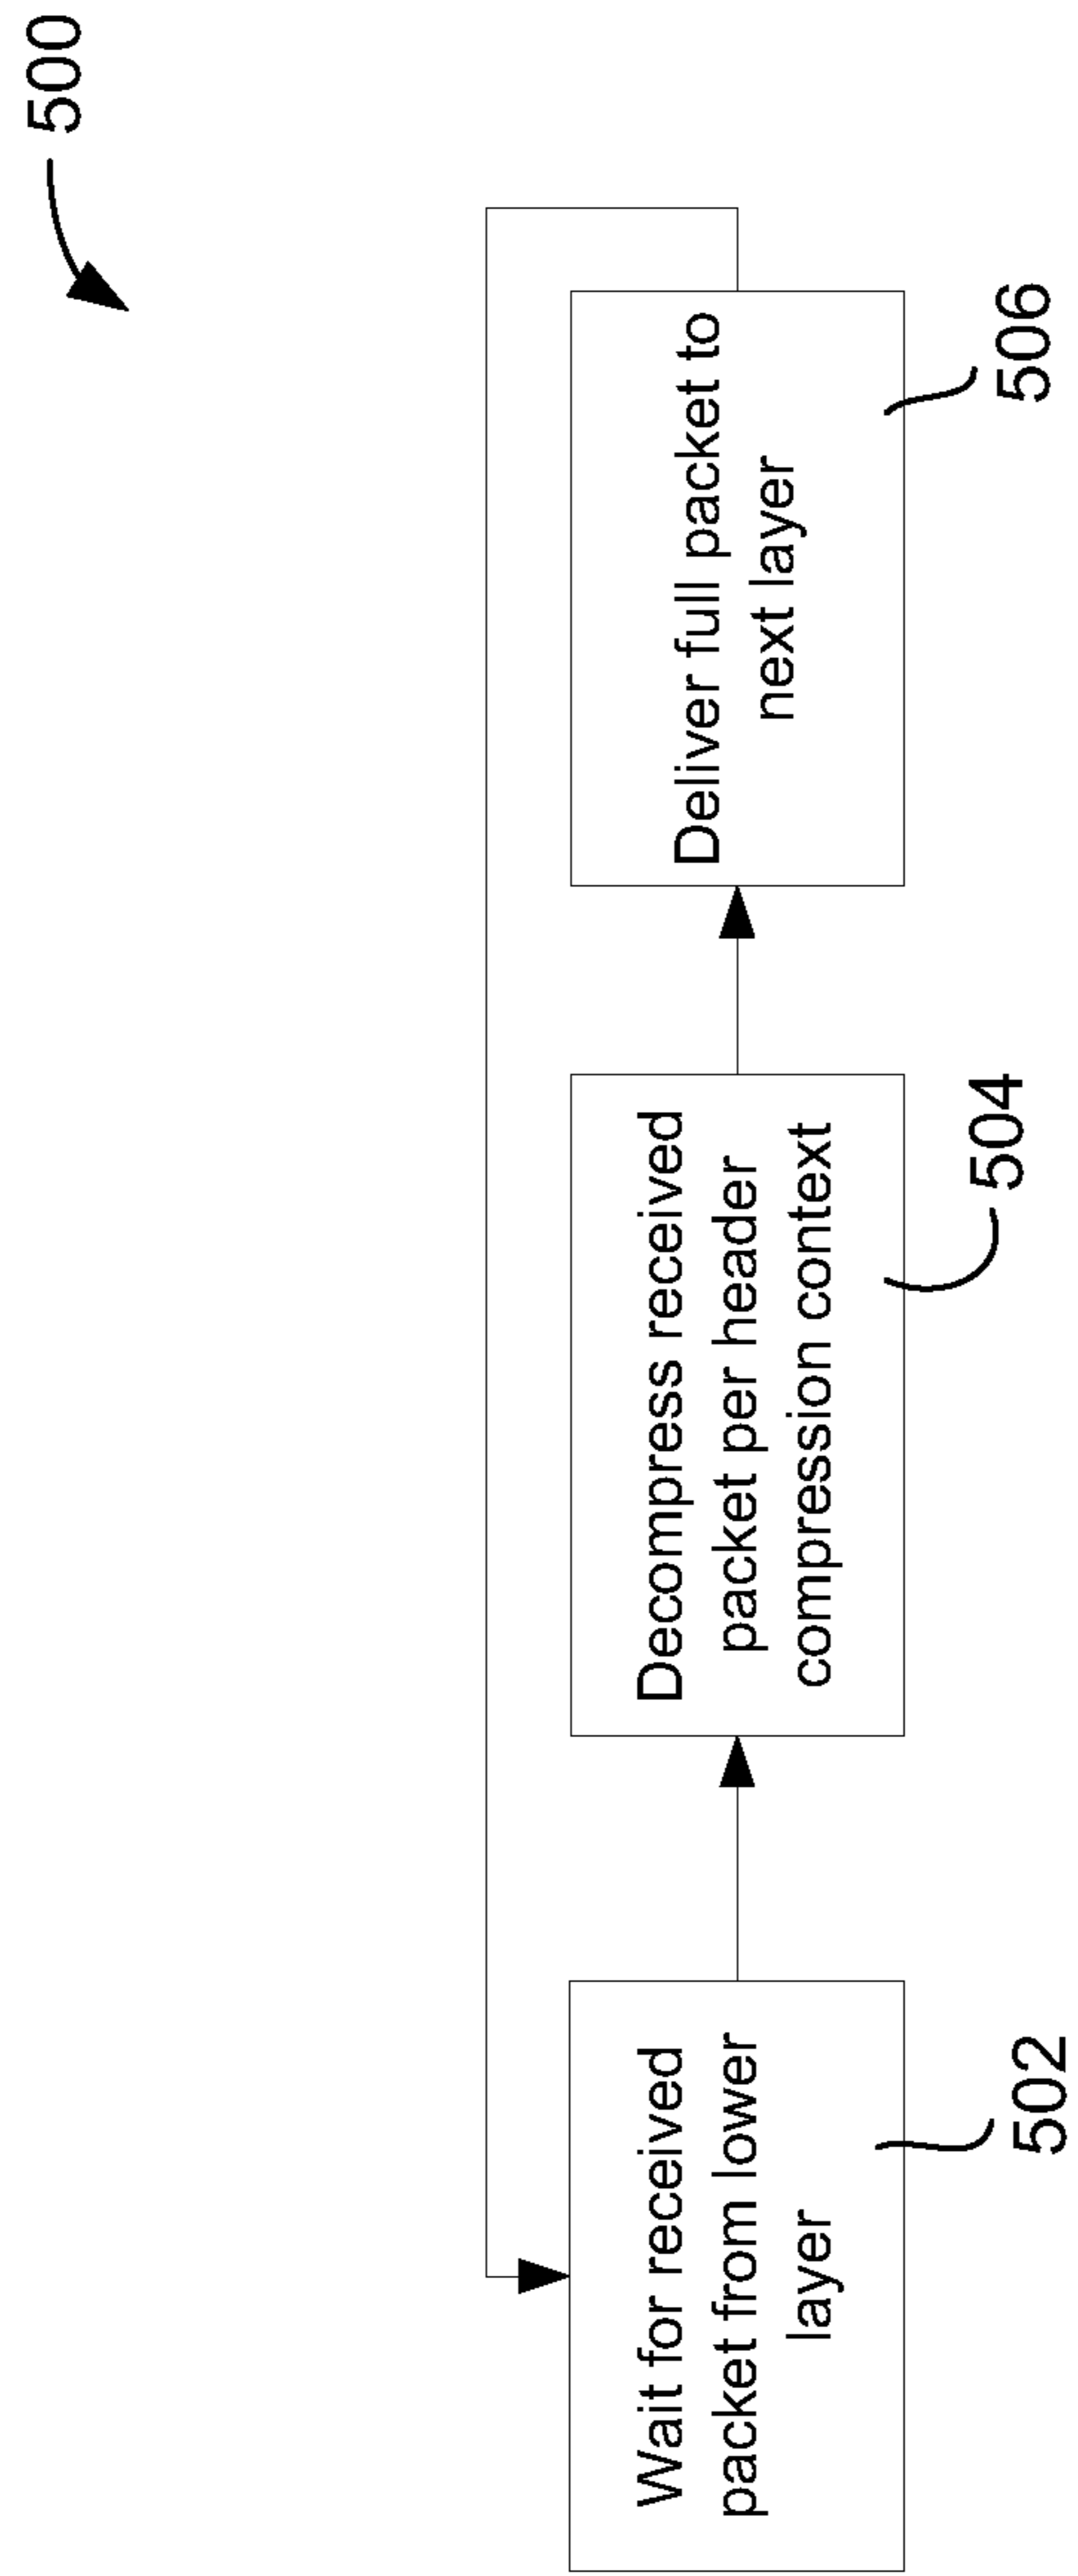 500
Wait for received
packet from lower
layer
502
Decompress received
packet per header
compression context
504
Deliver full packet to
next layer
506